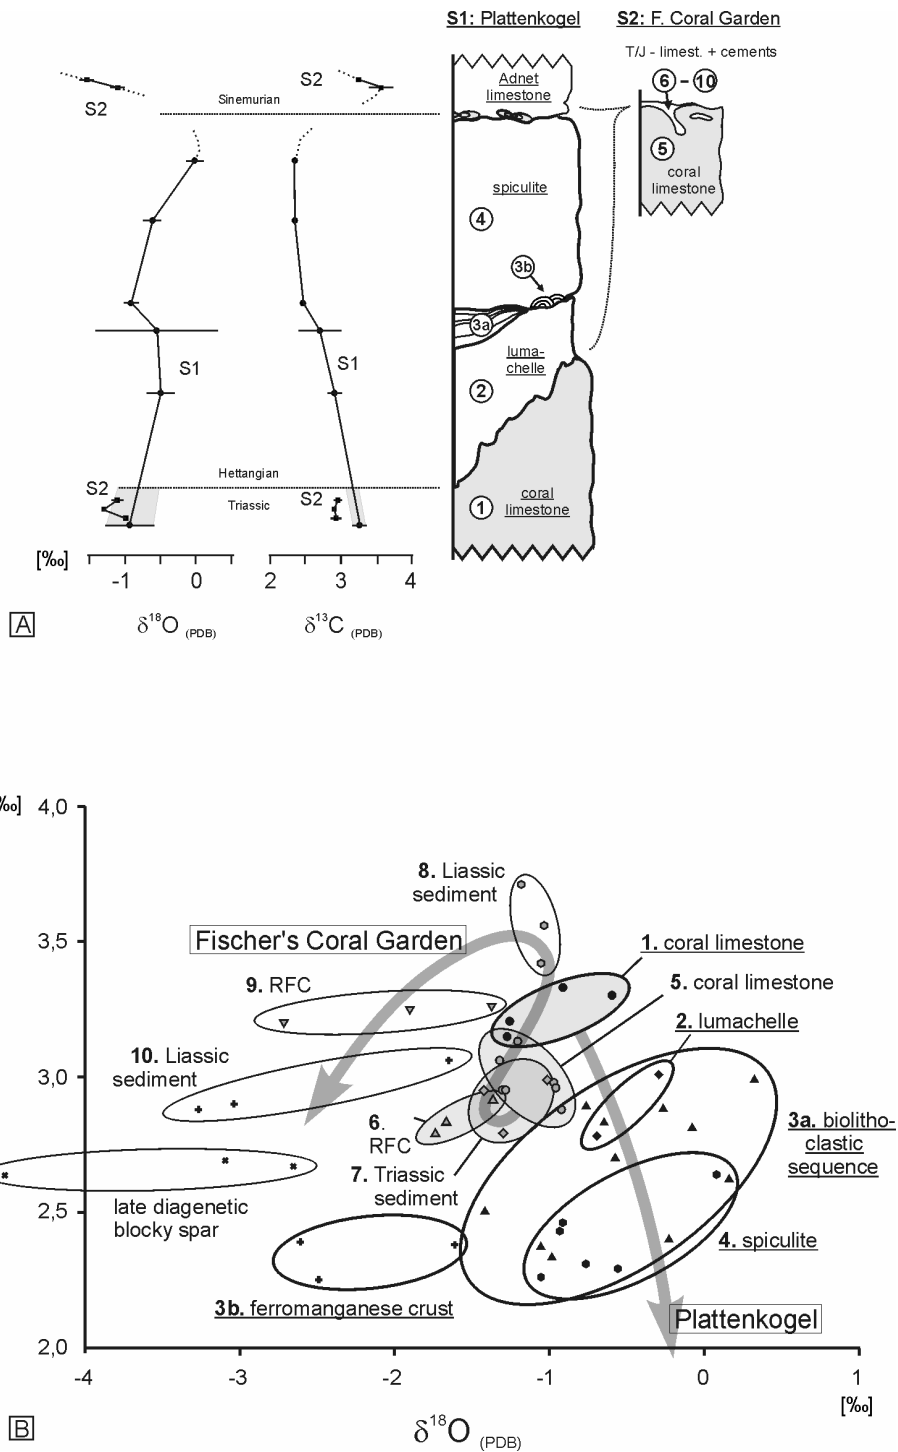 S1: Plattenkogel
S2: F. Coral Garden
T/J - limest. + cements
6 - 10
5
coral
limestone
S2
S2
Sinemurian
Adnet
limestone
spiculite
4
3b
3a
luma-
chelle
2
S1
S1
Hettangian
S2
S2
Triassic
1
coral
limestone
[‰]
-1
0
2
3
4
A
δ18O (PDB)
δ13C (PDB)
‰]
4,0
3,5
3,0
2,5
2,0
8. Liassic
sediment
Fischer's Coral Garden
1. coral limestone
9. RFC
5. coral limestone
2. lumachelle
10. Liassic
sediment
6.
RFC
3a. biolitho-
clastic
sequence
7. Triassic
sediment
late diagenetic
blocky spar
4. spiculite
3b. ferromanganese crust
Plattenkogel
-4
-3
-2
-1
0
1
[‰]
B
δ18O (PDB)